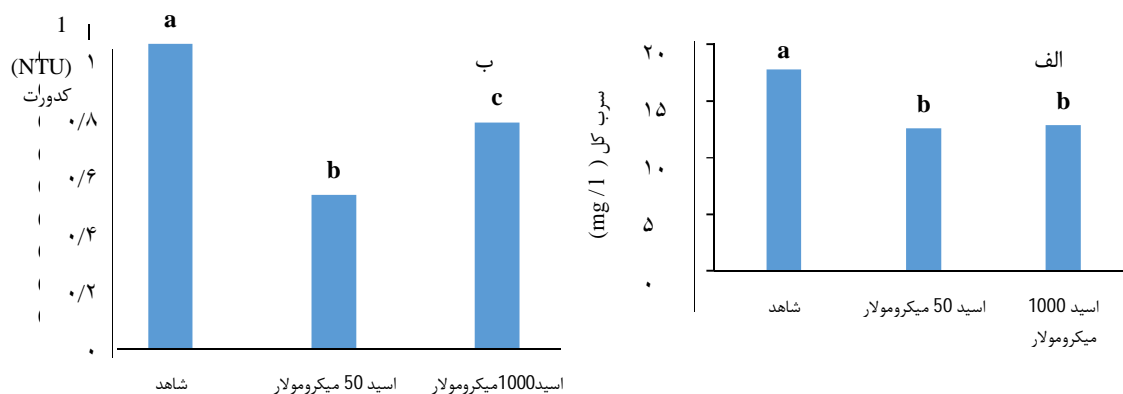 1
a
۱
(NTU)
کدورات
ب
c
۰/۸
b
۰/۶
۰/۴
۰/۲
۰
شاهد
اسید 50 میکرومولار
اسید1000میکرومولار
۲۰
الف
a
۱۵
b
b
سرب کل ( mg / l)
۱۰
۵
۰
شاهد
اسید 50 میکرومولار
اسید 1000
میکرومولار